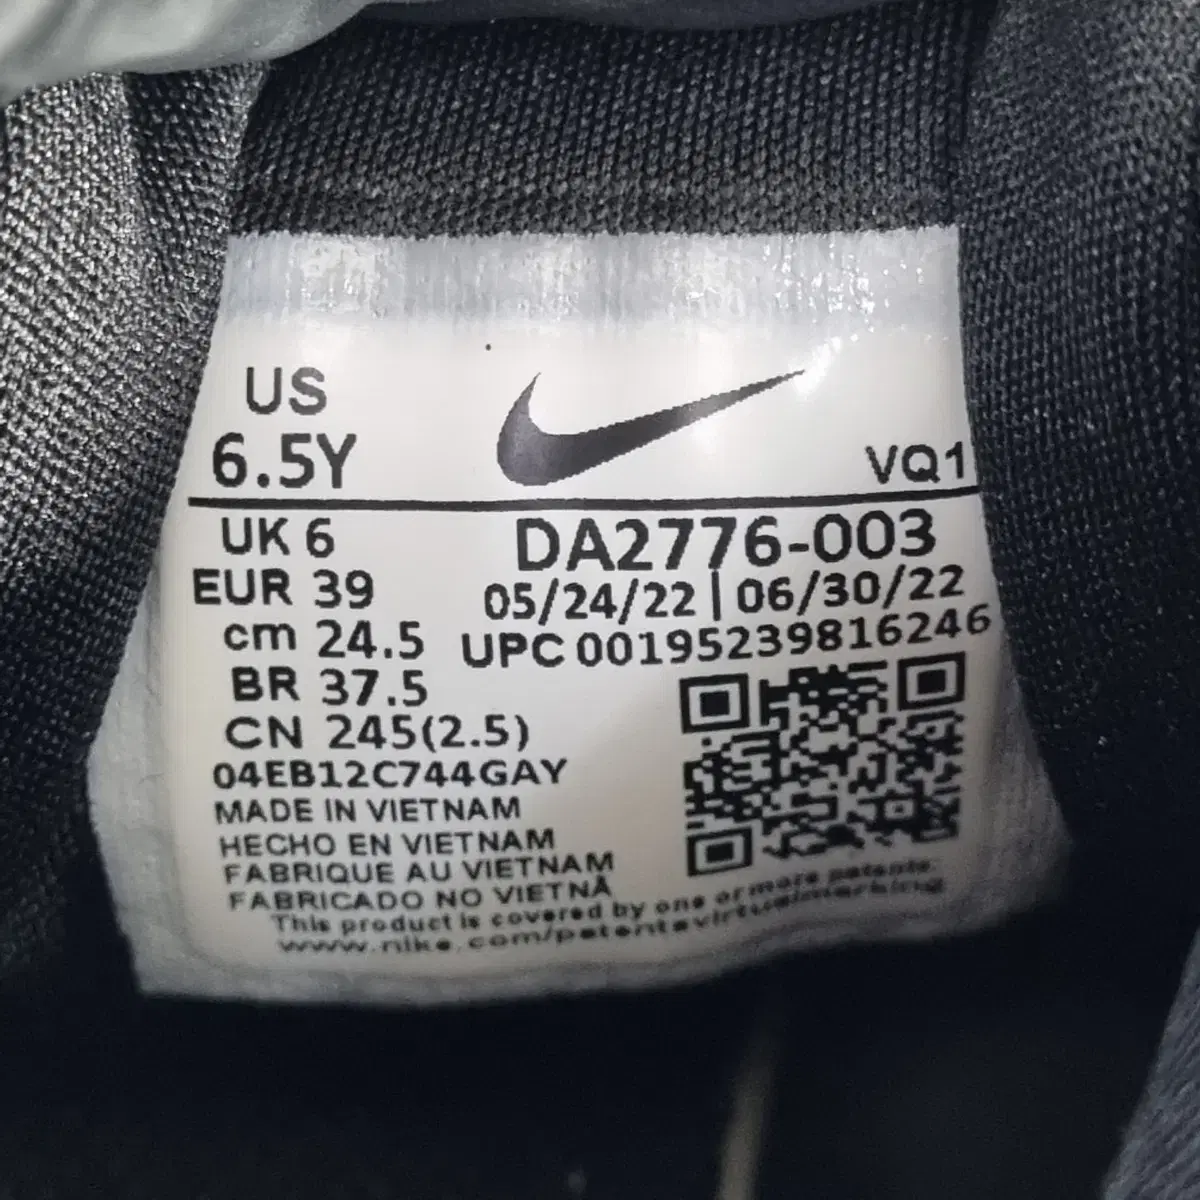 US
6.5Y
VQ1
UK 6
DA2776-003
EUR 39
05/24/22 | 06/30/22
cm 24.5
UPC 00195239816246
BR 37.5
CN 245(2.5)
04EB12C744GAY
MADE IN VIETNAM
HECHO EN VIETNAM
FABRIQUE AU VIETNAM
FABRICADO NO VIETNÃ
This product is covered by one or more patents.
www.nike.com/patentsvirtualmarking